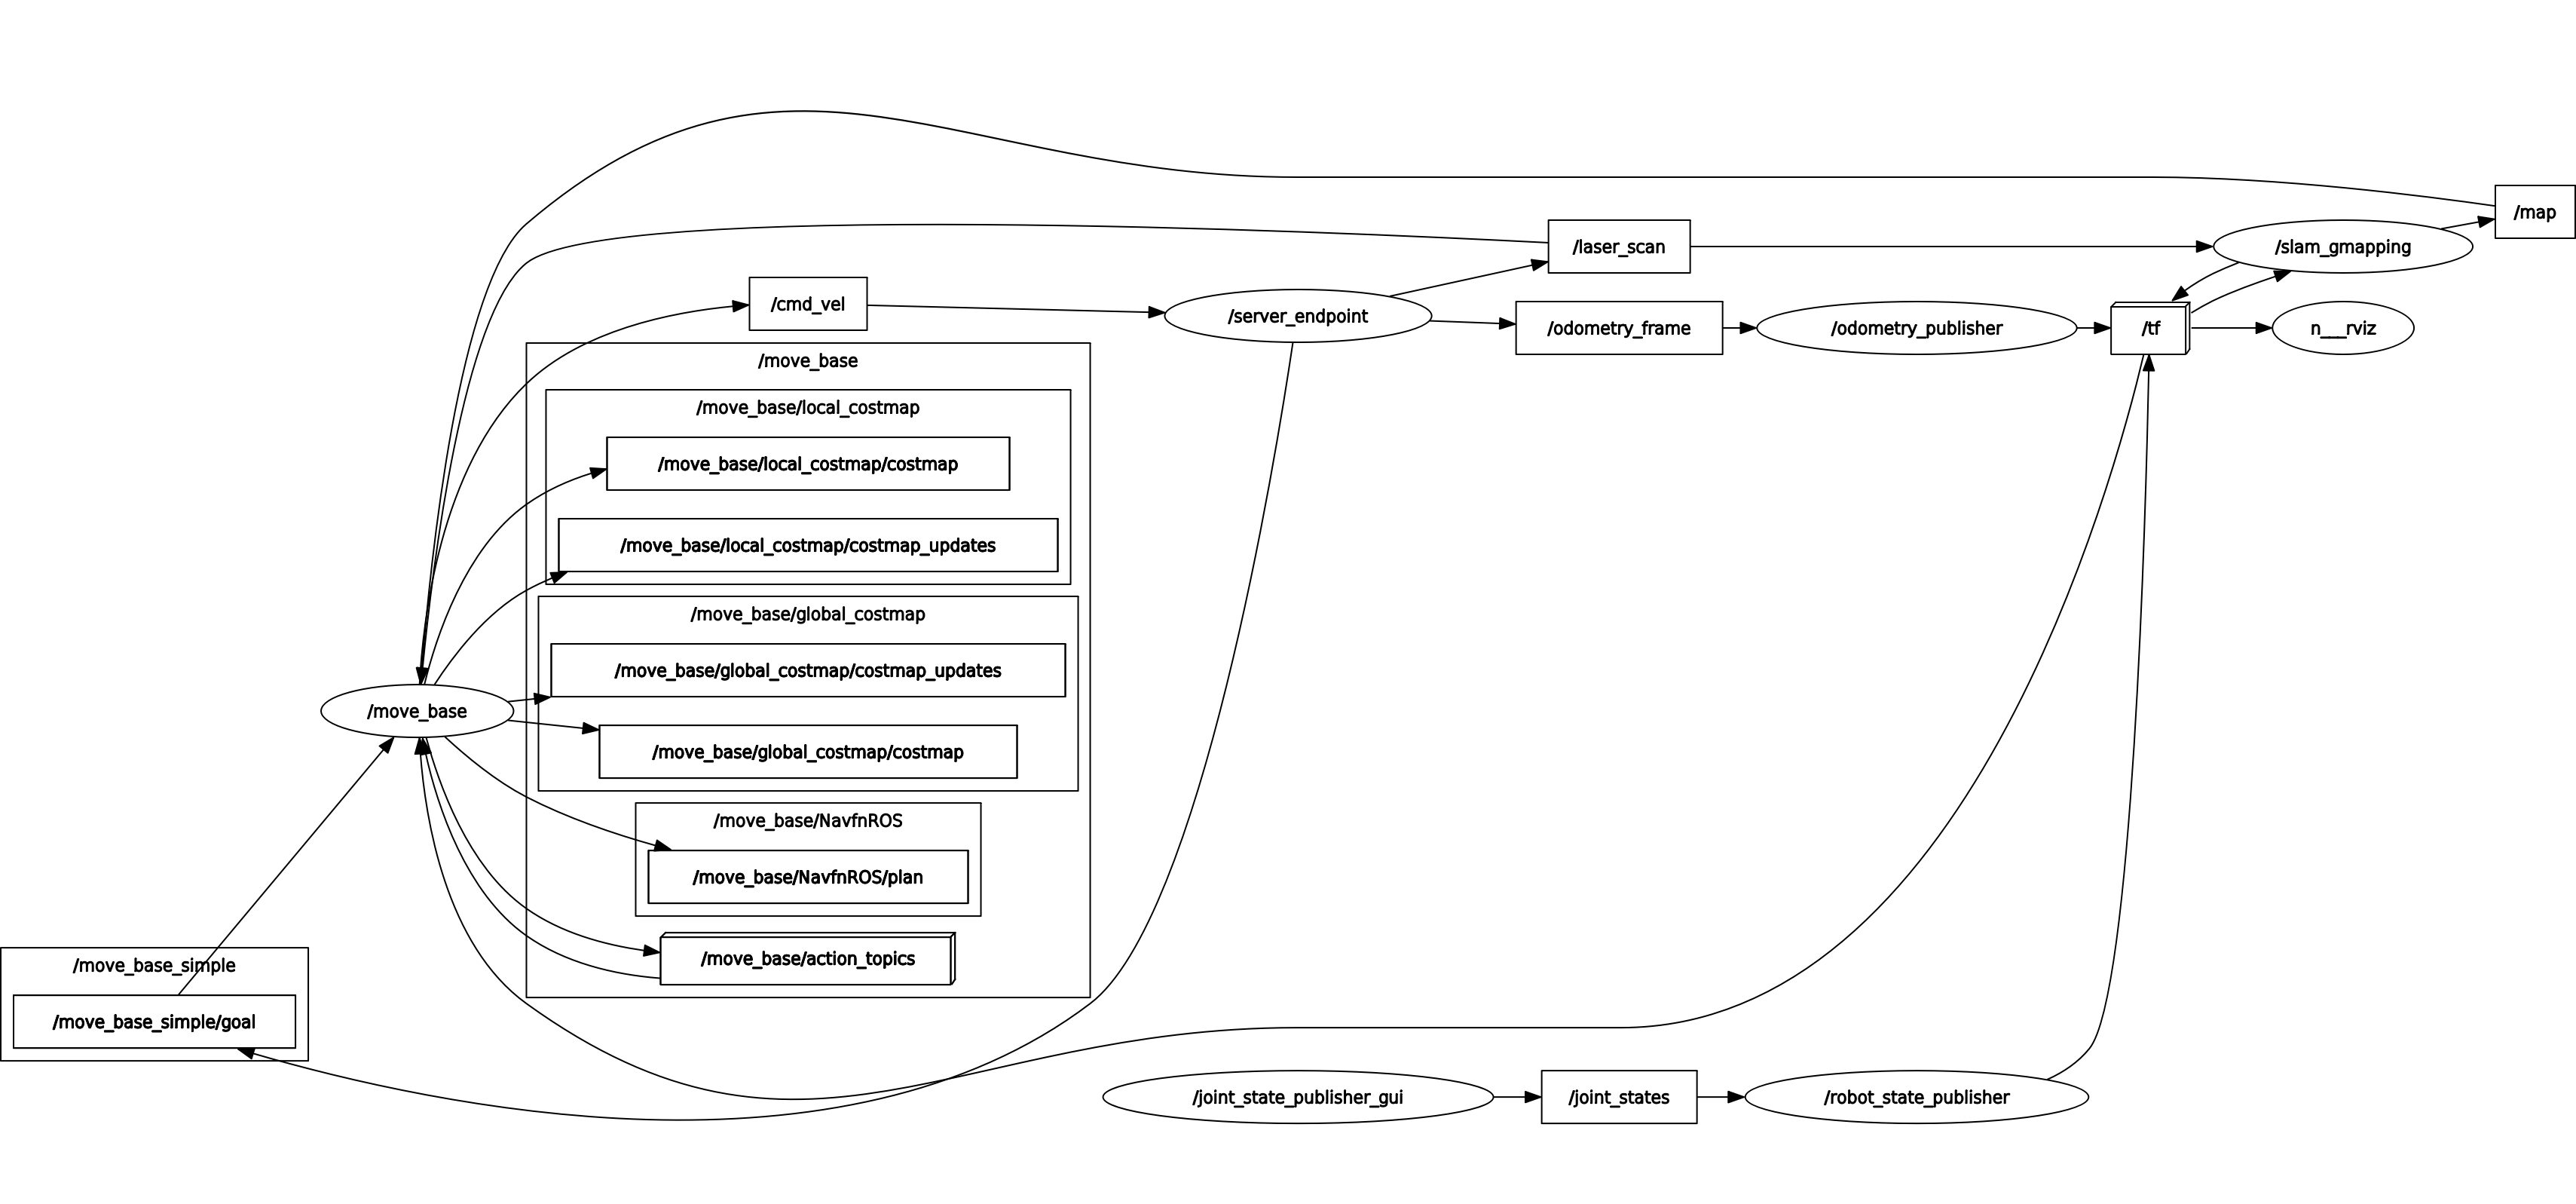 /map
/laser_scan
/slam_gmapping
/cmd_vel
/server_endpoint
/odometry_frame
/odometry_publisher
/tf
n___rviz
/move_base
/move_base/local_costmap
/move_base/local_costmap/costmap
/move_base/local_costmap/costmap_updates
/move_base/global_costmap
/move_base/global_costmap/costmap_updates
/move_base
/move_base/global_costmap/costmap
/move_base/NavfnROS
/move_base/NavfnROS/plan
/move_base/action_topics
/move_base_simple
/move_base_simple/goal
/joint_state_publisher_gui
/joint_states
/robot_state_publisher